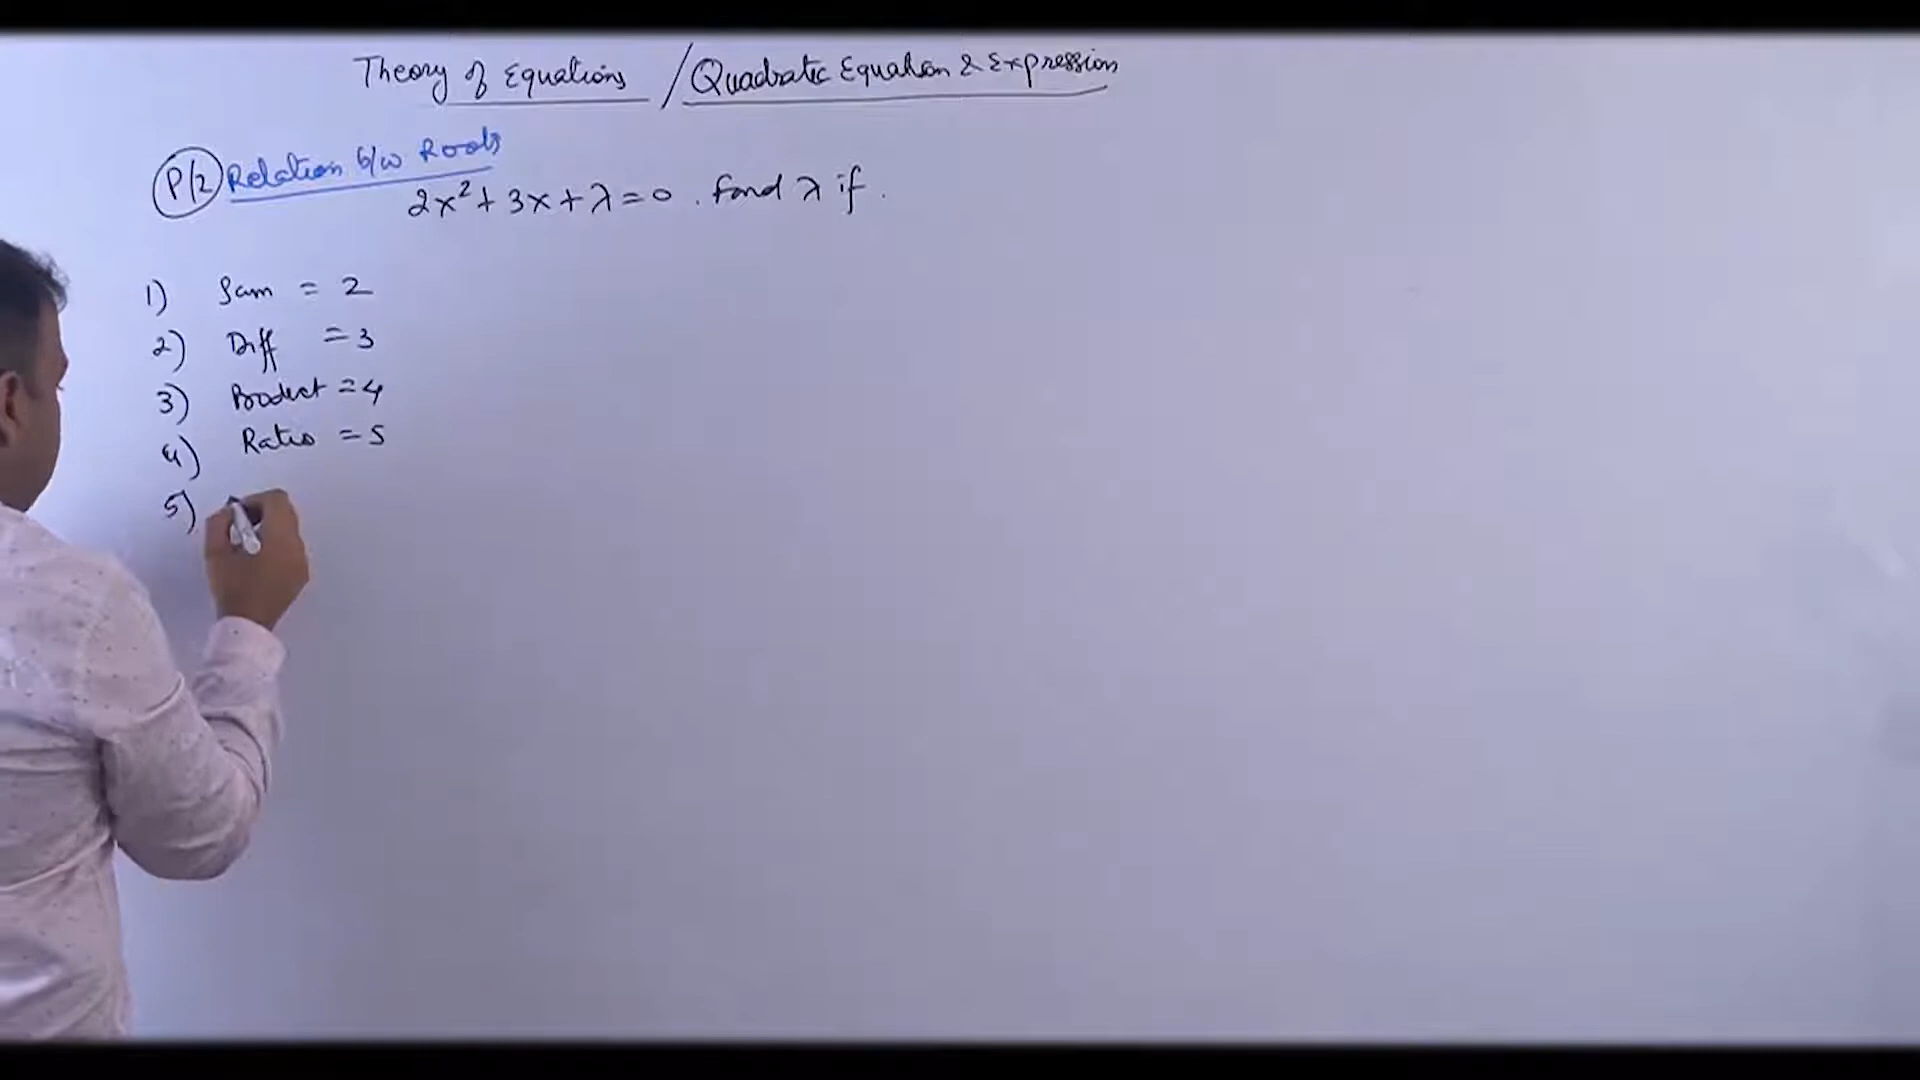 Theory of Equations / Quadratic Equation & Expression
P/2 Relation b/w Roots
2x² + 3x + λ = 0 . Find λ if .
1) Sum = 2
2) Diff = 3
3) Product = 4
4) Ratio = 5
5)